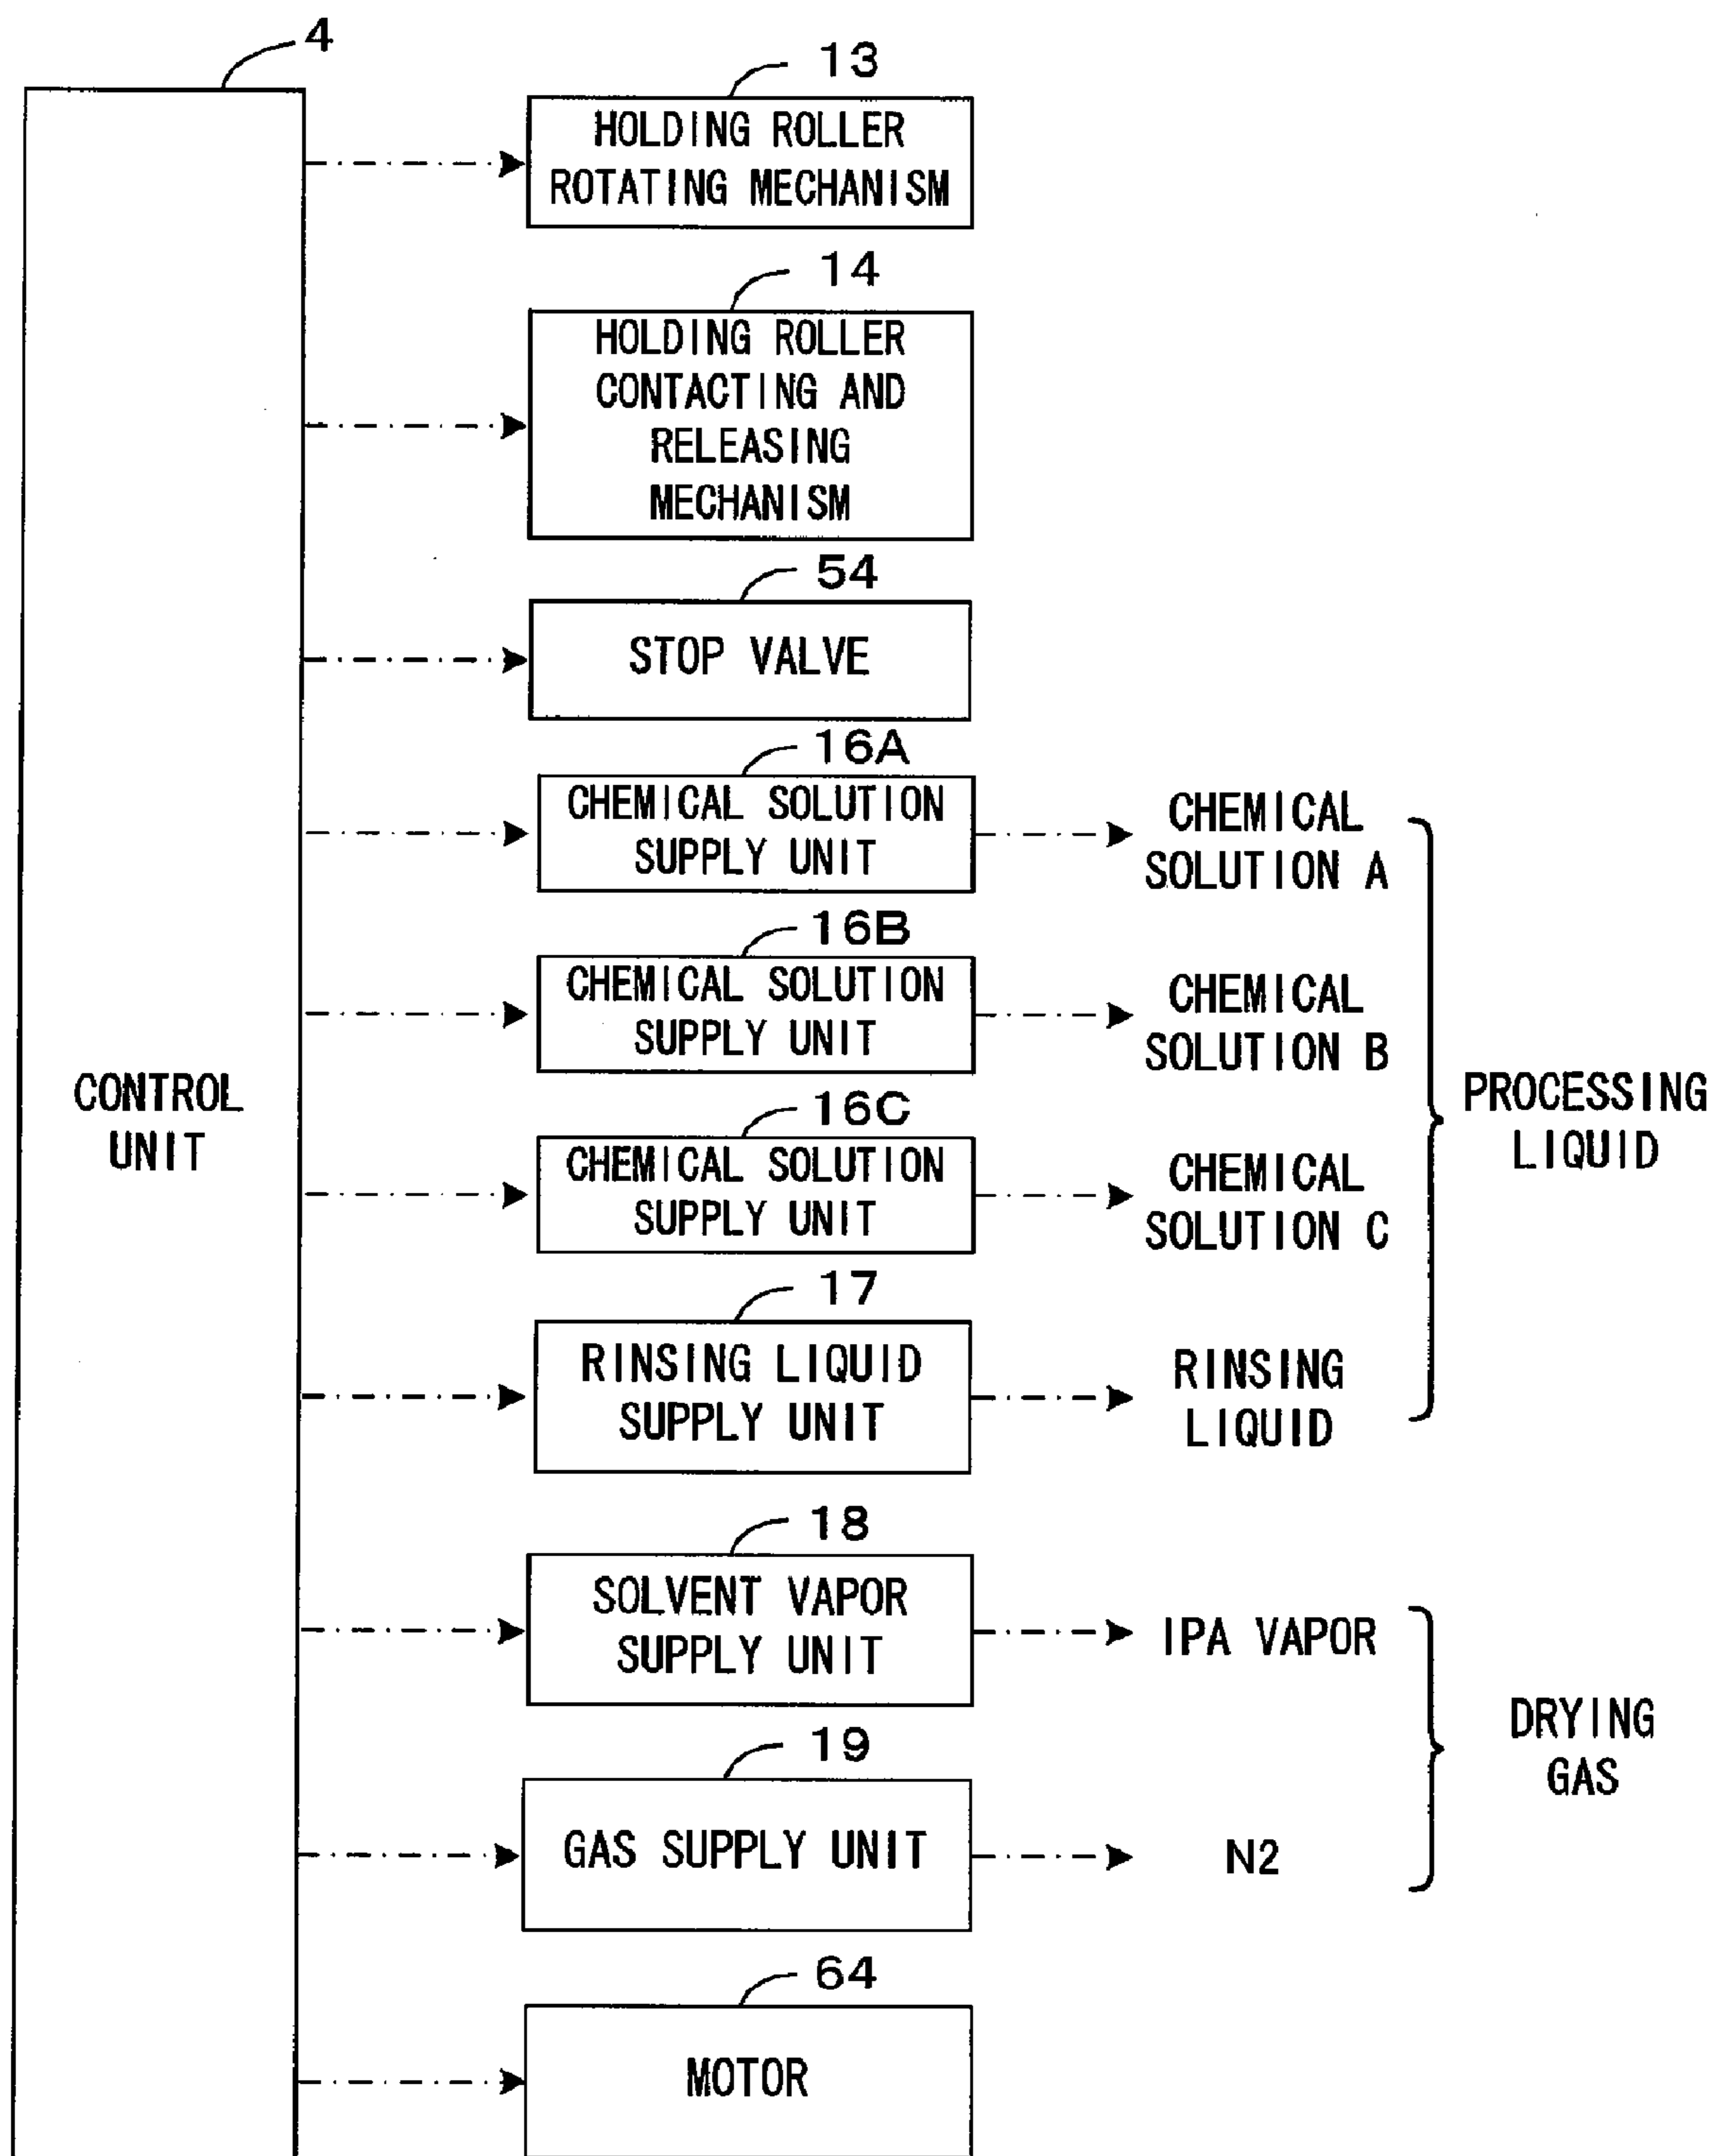 4
13
HOLDING ROLLER
ROTATING MECHANISM
14
HOLDING ROLLER
CONTACTING AND
RELEASING
MECHANISM
54
STOP VALVE
16A
CHEMICAL SOLUTION
SUPPLY UNIT
CHEMICAL
SOLUTION A
16B
CHEMICAL SOLUTION
SUPPLY UNIT
CHEMICAL
SOLUTION B
CONTROL
UNIT
16C
CHEMICAL SOLUTION
SUPPLY UNIT
CHEMICAL
SOLUTION C
PROCESSING
LIQUID
17
RINSING LIQUID
SUPPLY UNIT
RINSING
LIQUID
18
SOLVENT VAPOR
SUPPLY UNIT
IPA VAPOR
DRYING
GAS
19
GAS SUPPLY UNIT
N2
64
MOTOR